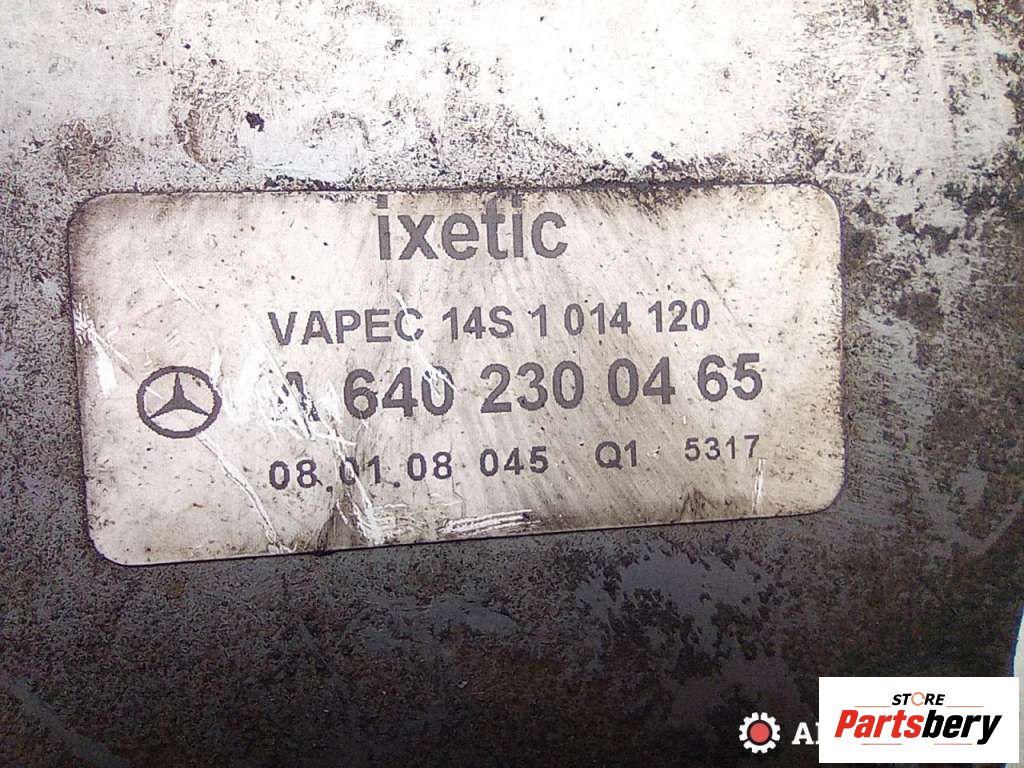 ixetic
VAPEC 14S 1 014 120
A 640 230 04 65
08.01.08 045 Q1 5317
STORE
Partsbery